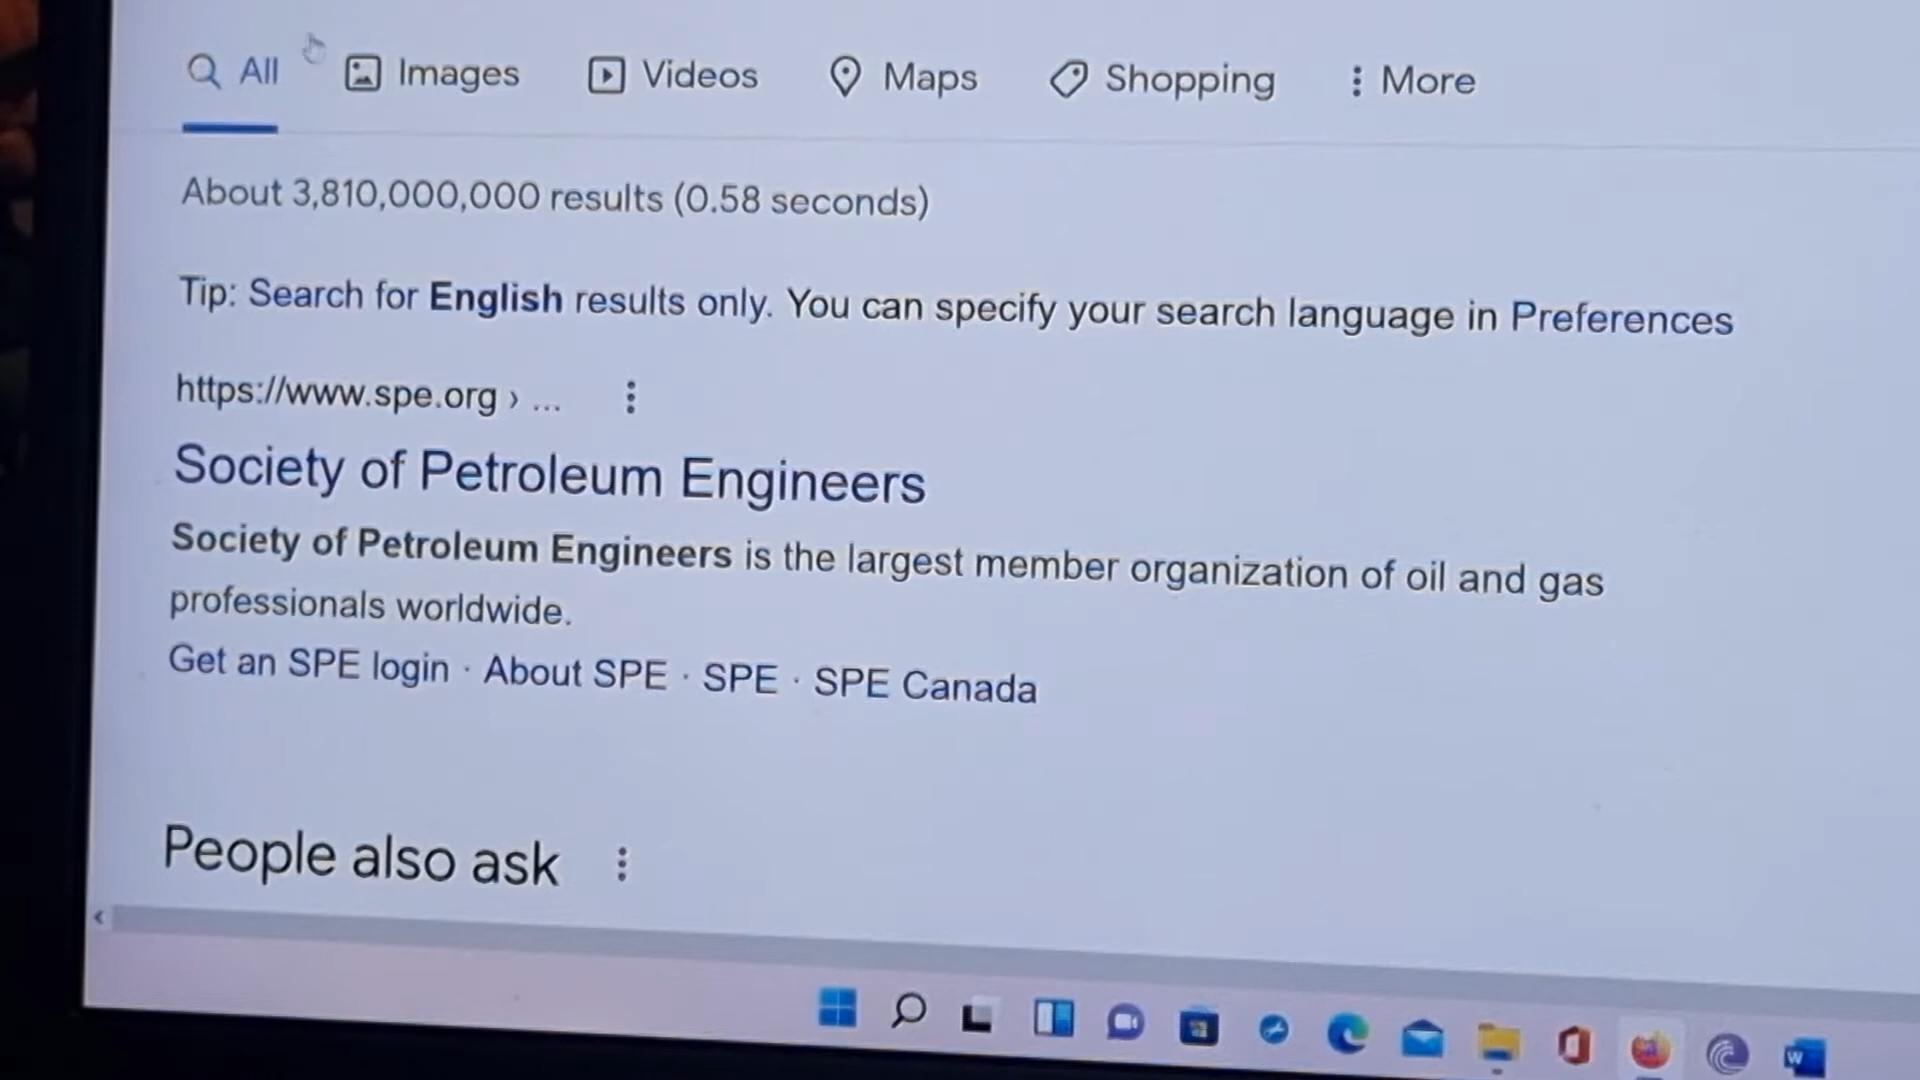 All Images Videos Maps Shopping More
About 3,810,000,000 results (0.58 seconds)
Tip: Search for English results only. You can specify your search language in Preferences
https://www.spe.org › ...
Society of Petroleum Engineers
Society of Petroleum Engineers is the largest member organization of oil and gas
professionals worldwide.
Get an SPE login · About SPE · SPE · SPE Canada
People also ask